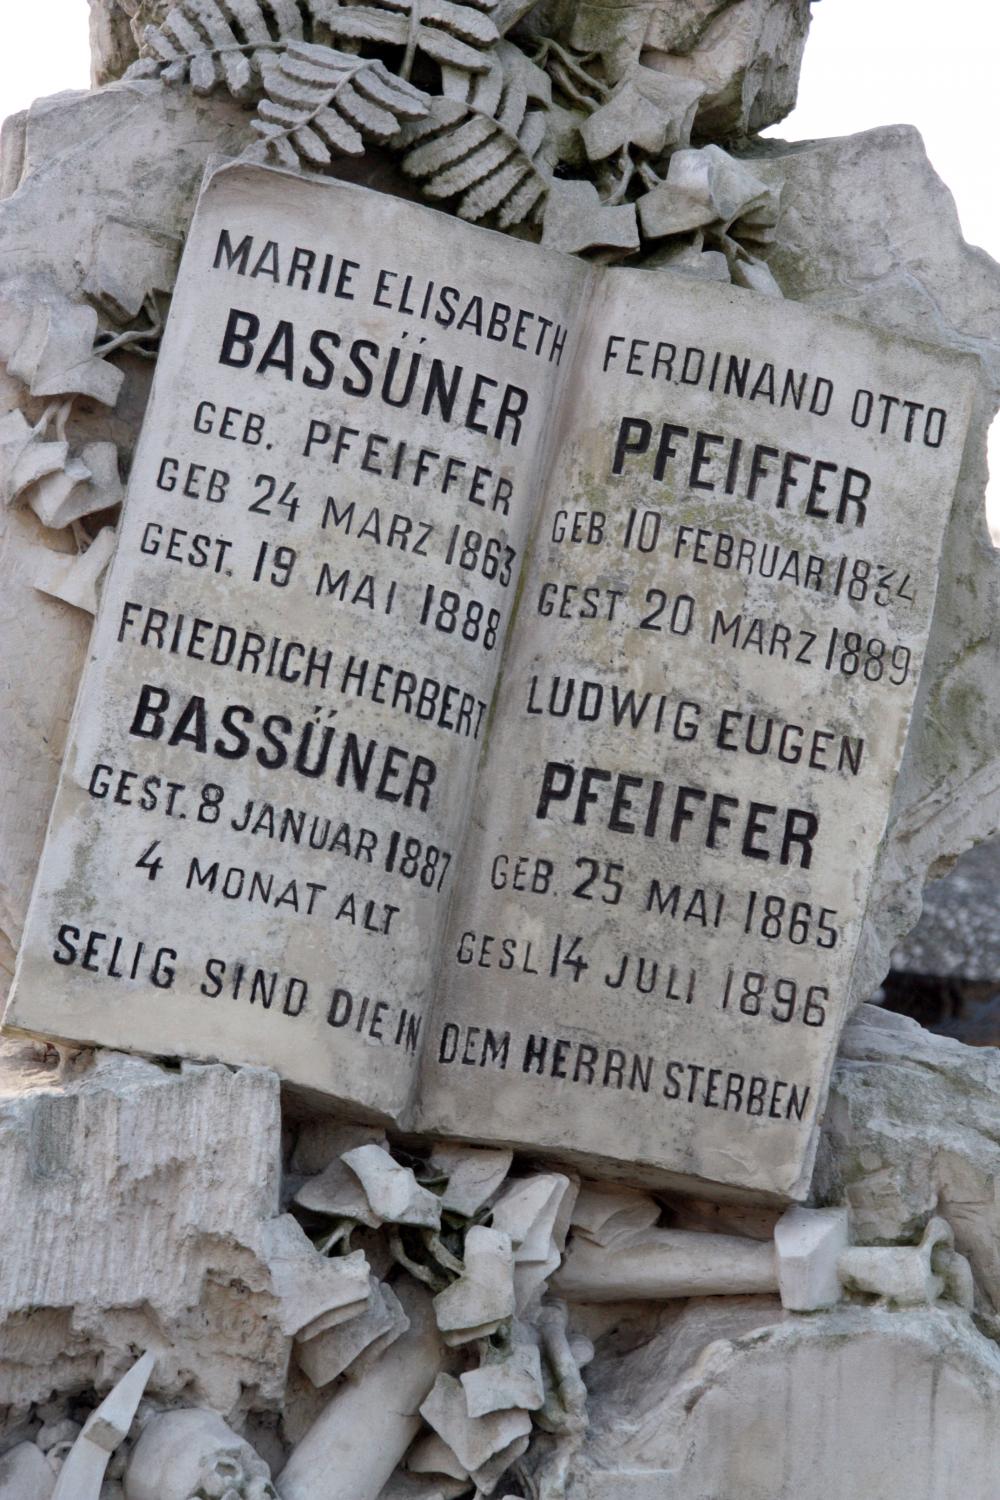 MARIE ELISABETH
BASSÜNER
GEB. PFEIFFER
GEB 24 MARZ 1863
GEST. 19 MAI 1888
FRIEDRICH HERBERT
BASSÜNER
GEST. 8 JANUAR 1887
4 MONAT ALT
SELIG SIND DIE IN
FERDINAND OTTO
PFEIFFER
GEB 10 FEBRUAR 1834
GEST. 20 MARZ 1889
LUDWIG EUGEN
PFEIFFER
GEB. 25 MAI 1865
GESL 14 JULI 1896
DEM HERRN STERBEN